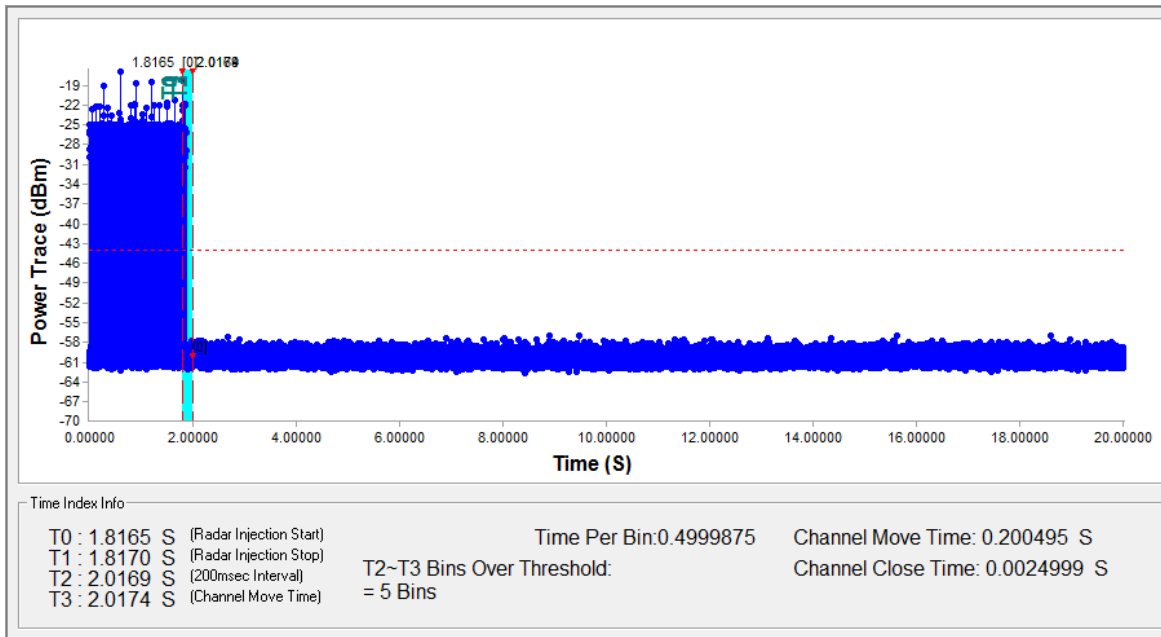 1.8165 [0]
-19
-22
-25
-28
-31
-34
-37
-40
-43
-46
-49
-52
-55
-58
-61
-64
-67
-70
Power Trace (dBm)
(0)
0.00000 2.00000 4.00000 6.00000 8.00000 10.00000 12.00000 14.00000 16.00000 18.00000 20.00000
Time (S)
Time Index Info
T0 : 1.8165 S (Radar Injection Start)
T1 : 1.8170 S (Radar Injection Stop)
T2 : 2.0169 S (200msec Interval)
T3 : 2.0174 S (Channel Move Time)
Time Per Bin:0.4999875
T2~T3 Bins Over Threshold:
= 5 Bins
Channel Move Time: 0.200495 S
Channel Close Time: 0.0024999 S